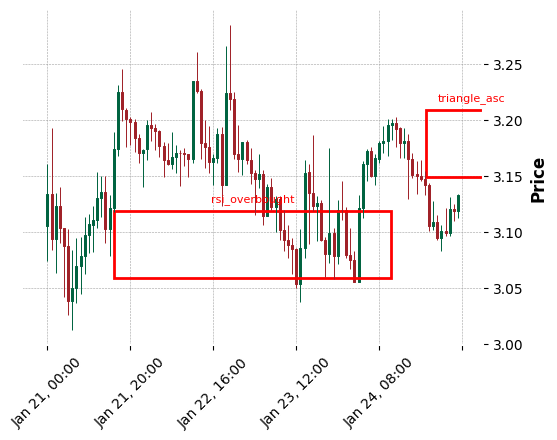 3.25
triangle_asc
3.20
3.15
rsi_overbought
3.10
3.05
3.00
Price
Jan 21, 00:00
Jan 21, 20:00
Jan 22, 16:00
Jan 23, 12:00
Jan 24, 08:00